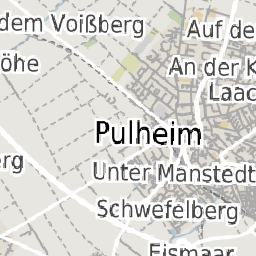 dem Voißberg
Auf de
öhe
An der K
Laac
Pulheim
erg
Unter Manstedt
Schwefelberg
Eismaar